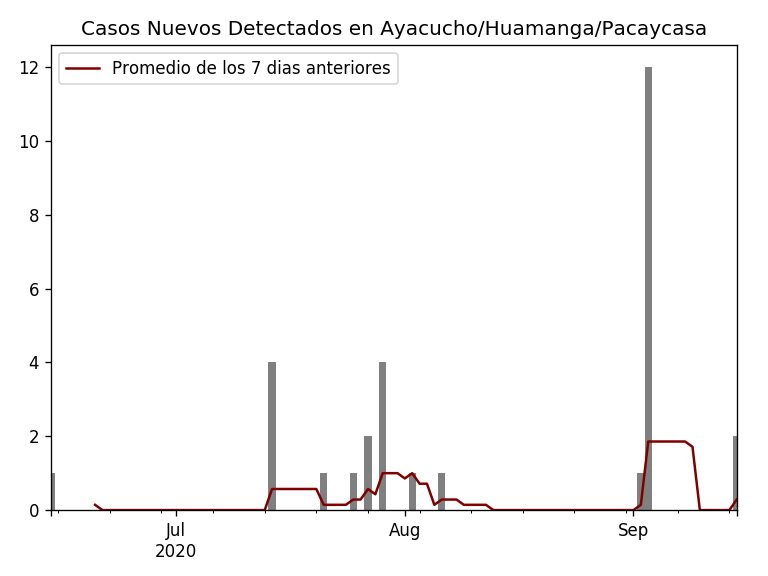 Casos Nuevos Detectados en Ayacucho/Huamanga/Pacaycasa
Promedio de los 7 dias anteriores
12
10
8
6
4
2
0
Jul
2020
Aug
Sep